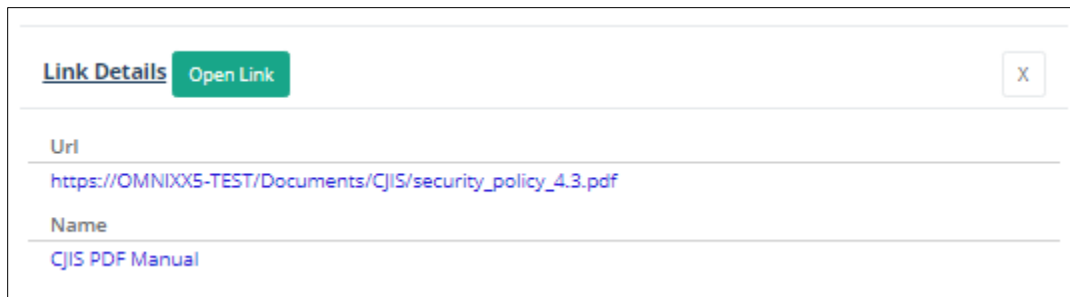 Link Details Open Link X
Url
https://OMNIXX5-TEST/Documents/CJIS/security_policy_4.3.pdf
Name
CJIS PDF Manual